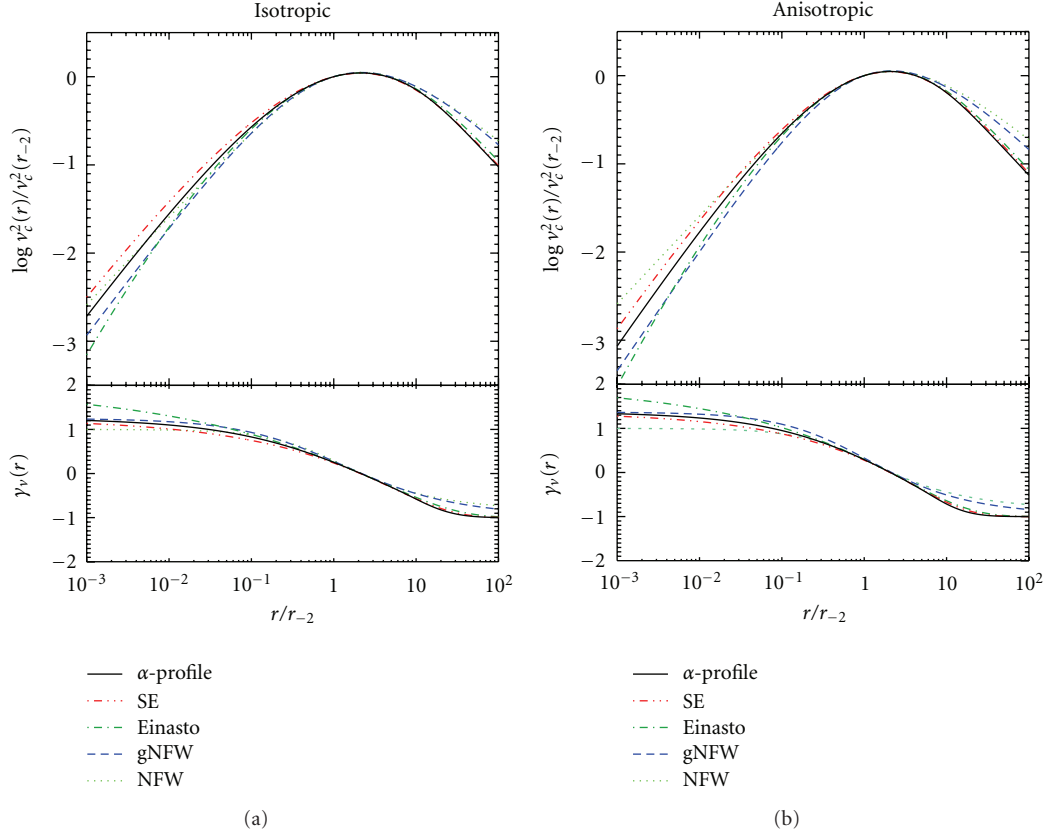 Isotropic
0
−1
−2
−3
log v_c^2(r)/v_c^2(r_{−2})
2
1
0
−1
−2
γ_v(r)
10^{−3} 10^{−2} 10^{−1} 1 10 10^2
r/r_{−2}
α-profile
SE
Einasto
gNFW
NFW
(a)
Anisotropic
0
−1
−2
−3
log v_c^2(r)/v_c^2(r_{−2})
2
1
0
−1
−2
γ_v(r)
10^{−3} 10^{−2} 10^{−1} 1 10 10^2
r/r_{−2}
α-profile
SE
Einasto
gNFW
NFW
(b)